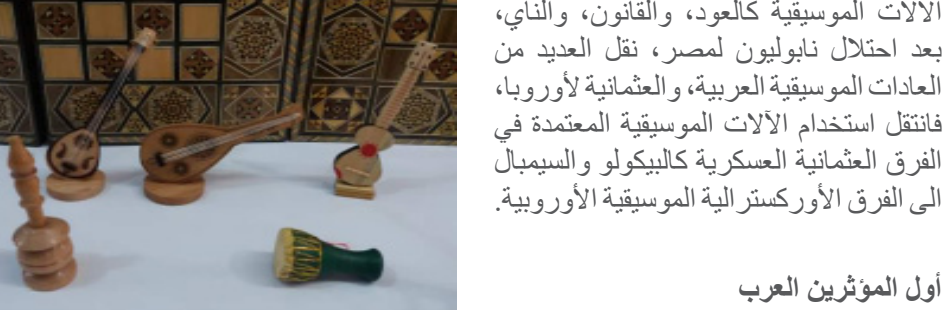 الآلات الموسيقية كالعود، والقانون، والناي،
بعد احتلال نابوليون لمصر، نقل العديد من
العادات الموسيقية العربية، والعثمانية لأوروبا،
فانتقل استخدام الآلات الموسيقية المعتمدة في
الفرق العثمانية العسكرية كالبيكولو والسيمبال
الى الفرق الأوركسترالية الموسيقية الأوروبية.
أول المؤثرين العرب